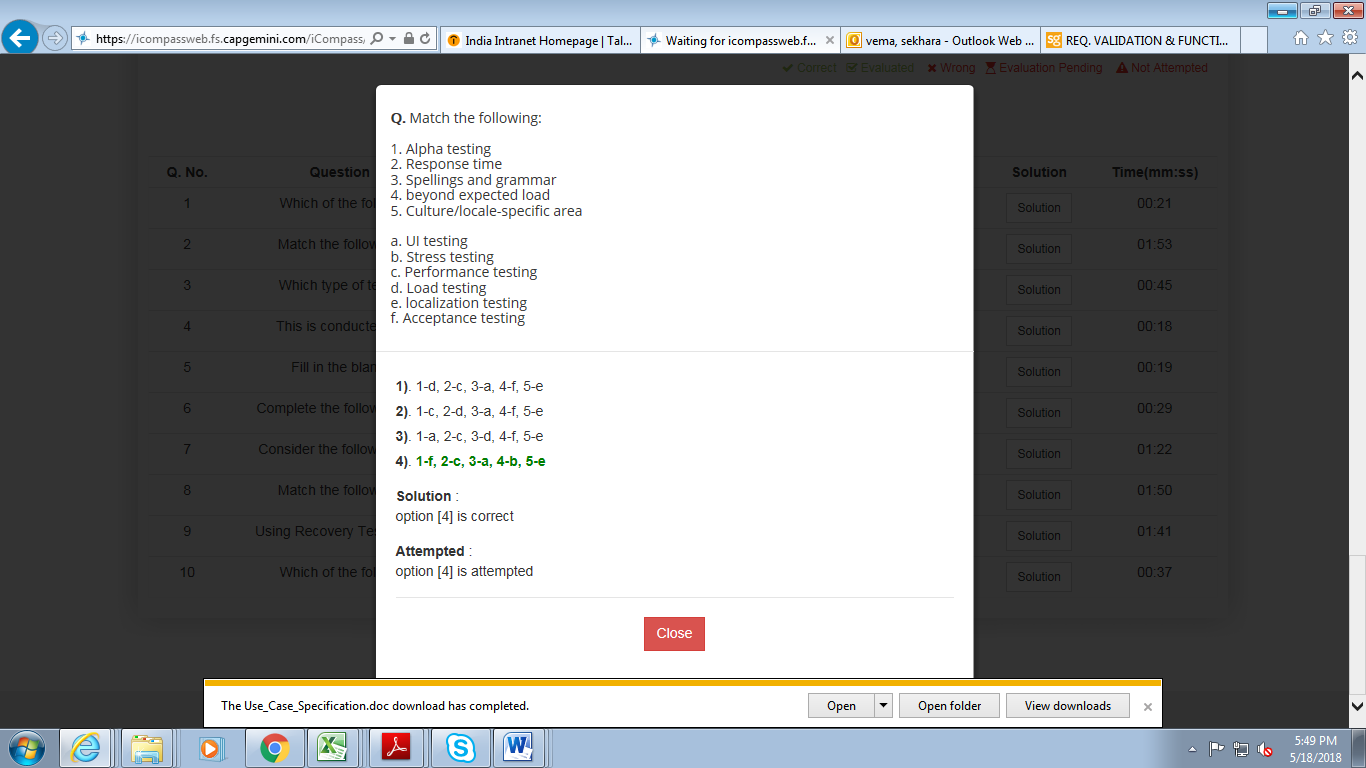 https://icompassweb.fs.capgemini.com/iCompass,
India Intranet Homepage | Tal...
Waiting for icompassweb.f...
vema, sekhara - Outlook Web ...
REQ. VALIDATION & FUNCTI...
Correct Evaluated Wrong Evaluation Pending Not Attempted
Q. No. Question Solution Time(mm:ss)
1 Which of the fol Solution 00:21
2 Match the follow Solution 01:53
3 Which type of te Solution 00:45
4 This is conducte Solution 00:18
5 Fill in the blan Solution 00:19
6 Complete the follow Solution 00:29
7 Consider the follow Solution 01:22
8 Match the follow Solution 01:50
9 Using Recovery Tes Solution 01:41
10 Which of the fol Solution 00:37
Q. Match the following:
1. Alpha testing
2. Response time
3. Spellings and grammar
4. beyond expected load
5. Culture/locale-specific area
a. UI testing
b. Stress testing
c. Performance testing
d. Load testing
e. localization testing
f. Acceptance testing
1). 1-d, 2-c, 3-a, 4-f, 5-e
2). 1-c, 2-d, 3-a, 4-f, 5-e
3). 1-a, 2-c, 3-d, 4-f, 5-e
4). 1-f, 2-c, 3-a, 4-b, 5-e
Solution :
option [4] is correct
Attempted :
option [4] is attempted
Close
The Use_Case_Specification.doc download has completed.
Open
Open folder
View downloads
5:49 PM
5/18/2018